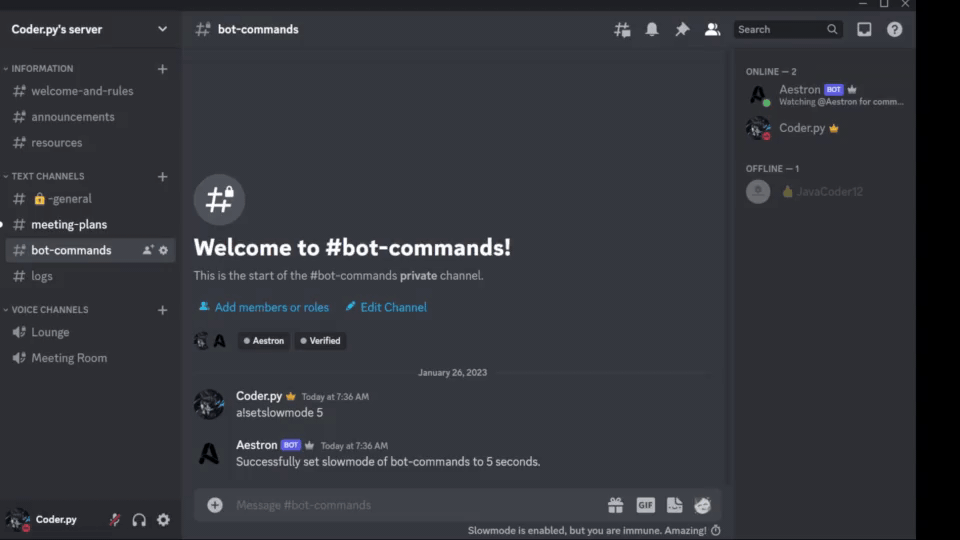 Coder.py's server
INFORMATION
welcome-and-rules
announcements
resources
TEXT CHANNELS
-general
meeting-plans
bot-commands
logs
VOICE CHANNELS
Lounge
Meeting Room
Coder.py
bot-commands
Search
Welcome to #bot-commands!
This is the start of the #bot-commands private channel.
Add members or roles Edit Channel
Aestron Verified
January 26, 2023
Coder.py Today at 7:36 AM
a!setslowmode 5
Aestron BOT Today at 7:36 AM
Successfully set slowmode of bot-commands to 5 seconds.
Message #bot-commands
GIF
Slowmode is enabled, but you are immune. Amazing!
ONLINE — 2
Aestron BOT
Watching @Aestron for comm...
Coder.py
OFFLINE — 1
JavaCoder12